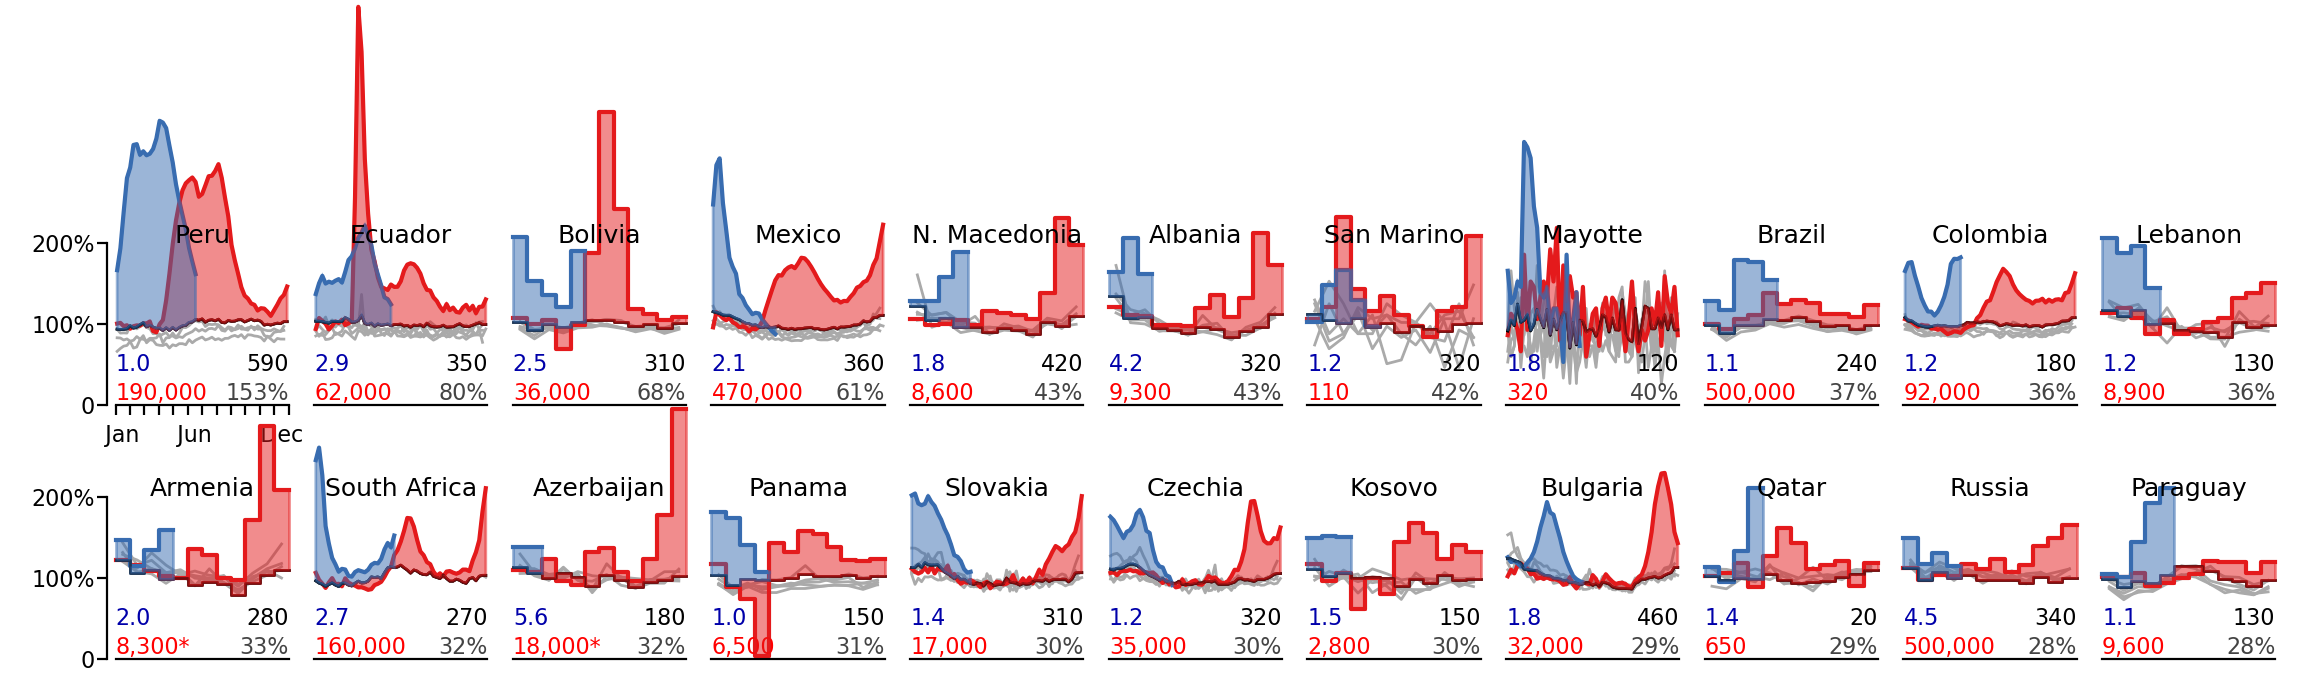 Peru Ecuador Bolivia Mexico N. Macedonia Albania San Marino Mayotte Brazil Colombia Lebanon
200%
100%
1.0 590 2.9 350 2.5 310 2.1 360 1.8 420 4.2 320 1.2 320 1.8 120 1.1 240 1.2 180 1.2 130
190,000 153% 62,000 80% 36,000 68% 470,000 61% 8,600 43% 9,300 43% 110 42% 320 40% 500,000 37% 92,000 36% 8,900 36%
0
Jan Jun Dec
Armenia South Africa Azerbaijan Panama Slovakia Czechia Kosovo Bulgaria Qatar Russia Paraguay
200%
100%
2.0 280 2.7 270 5.6 180 1.0 150 1.4 310 1.2 320 1.5 150 1.8 460 1.4 20 4.5 340 1.1 130
8,300* 33% 160,000 32% 18,000* 32% 6,500 31% 17,000 30% 35,000 30% 2,800 30% 32,000 29% 650 29% 500,000 28% 9,600 28%
0